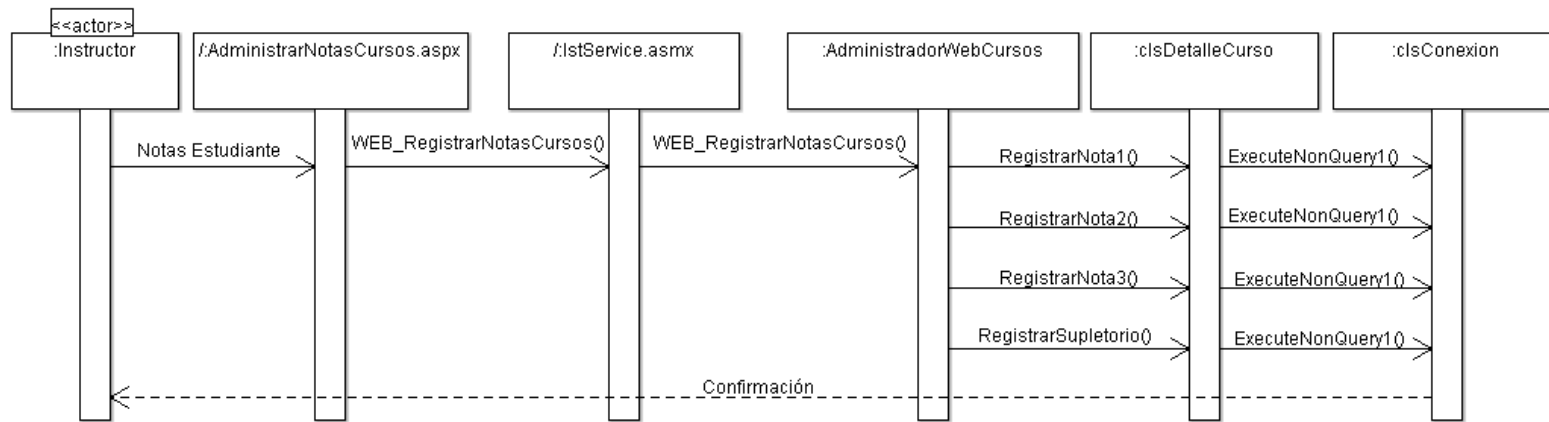 <<actor>>
:Instructor
/:AdministrarNotasCursos.aspx
/:IstService.asmx
:AdministradorWebCursos
:clsDetalleCurso
:clsConexion
Notas Estudiante
WEB_RegistrarNotasCursos()
WEB_RegistrarNotasCursos()
RegistrarNota1()
ExecuteNonQuery1()
RegistrarNota2()
ExecuteNonQuery1()
RegistrarNota3()
ExecuteNonQuery1()
RegistrarSupletorio()
ExecuteNonQuery1()
Confirmación